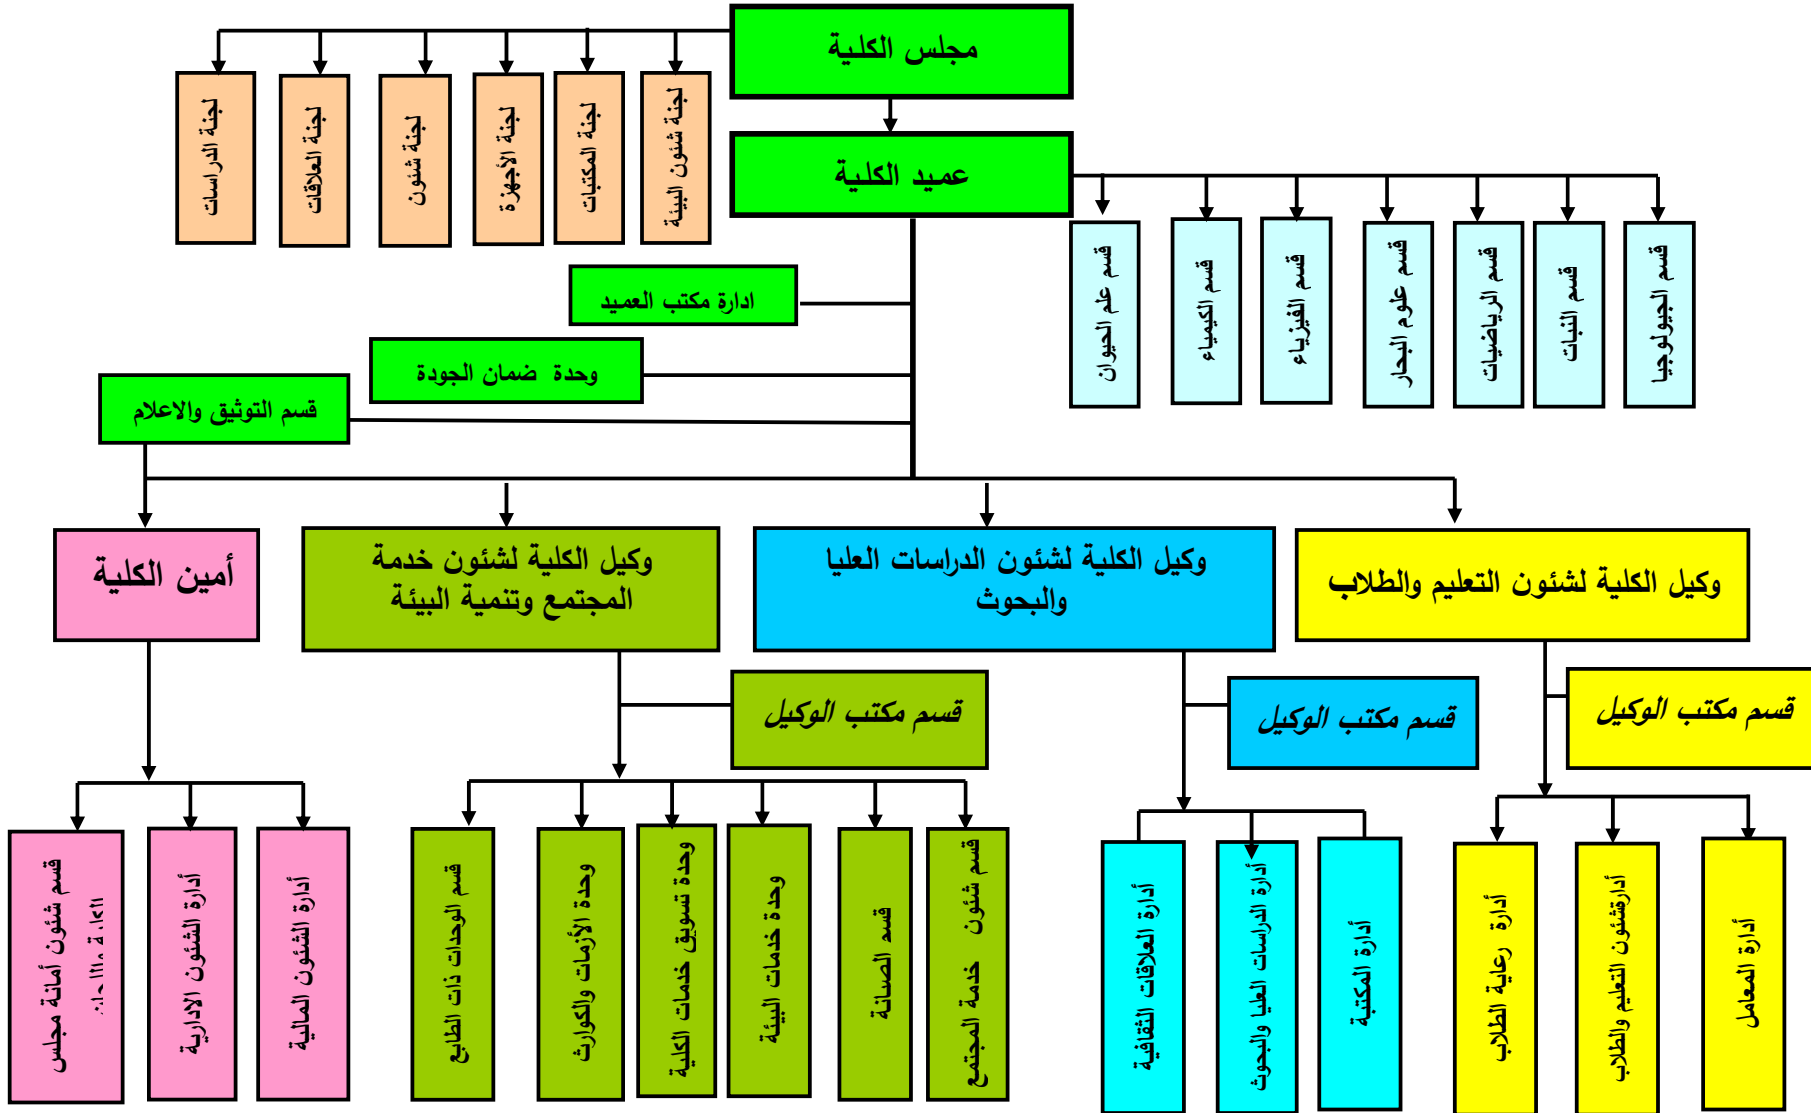 مجلس الكلية
لجنة شئون البيئة
لجنة المكتبات
لجنة الأجهزة
لجنة شئون
لجنة العلاقات
لجنة الدراسات
عميد الكلية
قسم الجيولوجيا
قسم النبات
قسم الرياضيات
قسم علوم البحار
قسم الفيزياء
قسم الكيمياء
قسم علم الحيوان
ادارة مكتب العميد
وحدة ضمان الجودة
قسم التوثيق والاعلام
وكيل الكلية لشئون التعليم والطلاب
وكيل الكلية لشئون الدراسات العليا
والبحوث
وكيل الكلية لشئون خدمة
المجتمع وتنمية البيئة
أمين الكلية
قسم مكتب الوكيل
قسم مكتب الوكيل
قسم مكتب الوكيل
أدارة المعامل
أدارةشئون التعليم والطلاب
أدارة رعاية الطلاب
أدارة المكتبة
أدارة الدراسات العليا والبحوث
أدارة العلاقات الثقافية
قسم شئون خدمة المجتمع
قسم الصيانة
وحدة خدمات البيئة
وحدة تسويق خدمات الكلية
وحدة الأزمات والكوارث
قسم الوحدات ذات الطابع
أدارة الشئون المالية
أدارة الشئون الادارية
قسم شئون أمانة مجلس